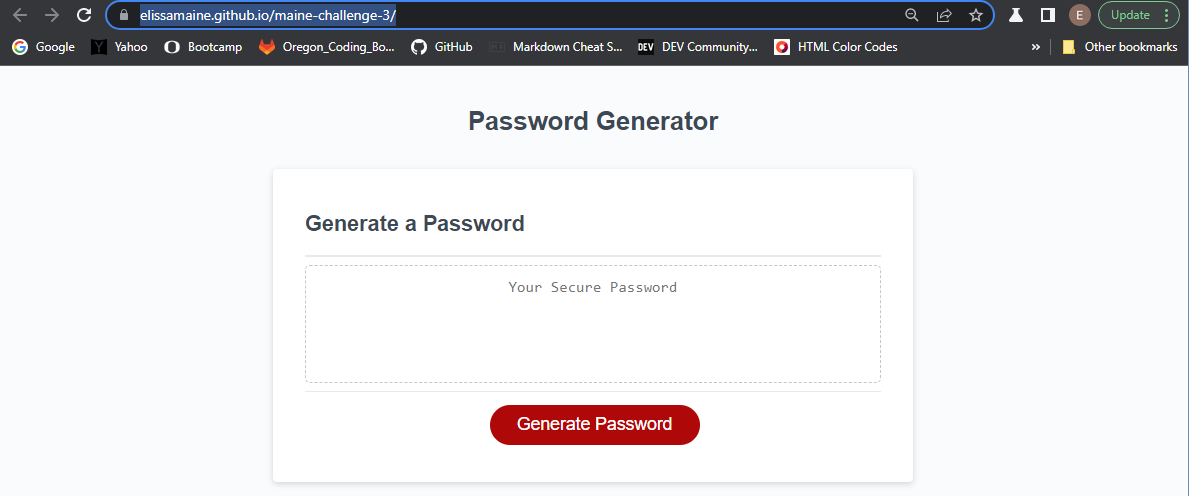 elissamaine.github.io/maine-challenge-3/
E
Update
Google Yahoo Bootcamp Oregon_Coding_Bo... GitHub Markdown Cheat S... DEV DEV Community... HTML Color Codes » Other bookmarks
Password Generator
Generate a Password
Your Secure Password
Generate Password